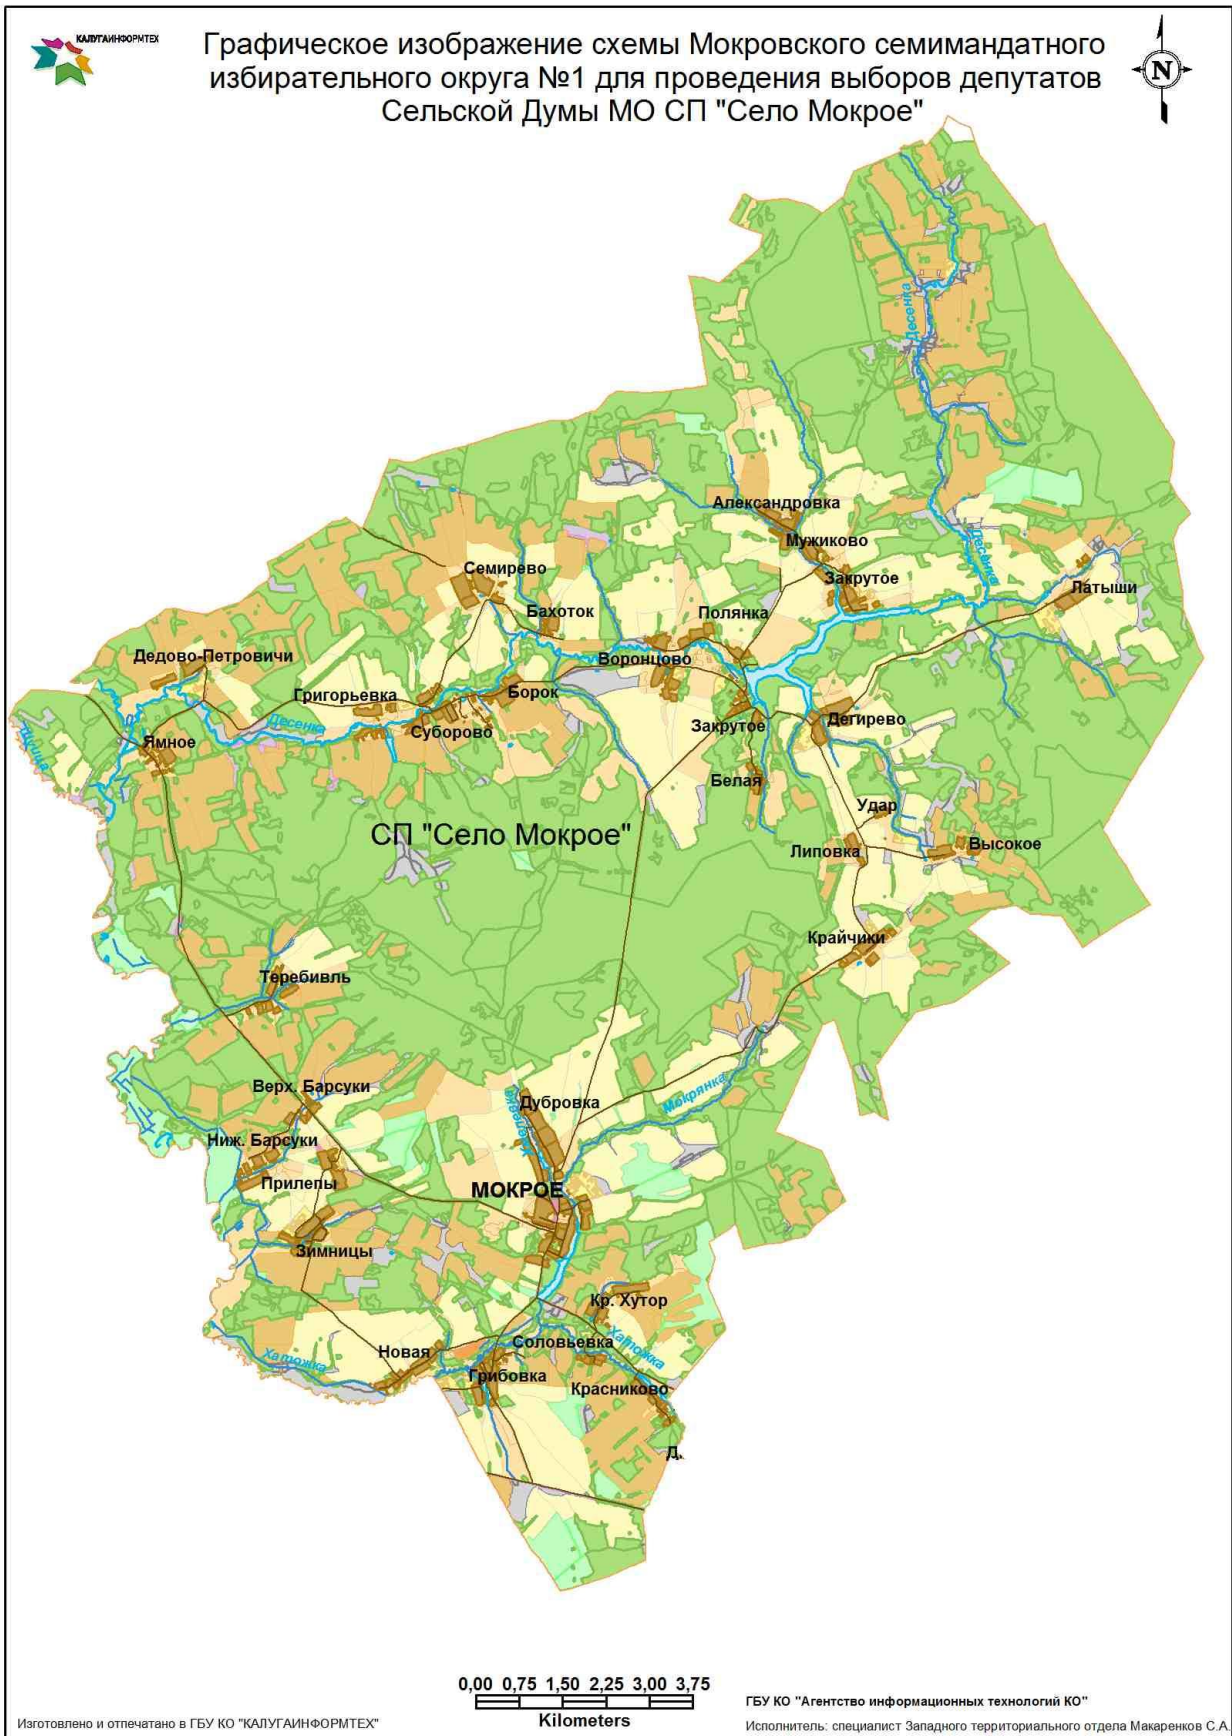 КАЛУГАИНФОРМТЕХ
Графическое изображение схемы Мокровского семимандатного
избирательного округа №1 для проведения выборов депутатов
Сельской Думы МО СП "Село Мокрое"
N
Десенка
Александровка
Мужиково
Десенка
Семирево
Закрутое
Латыши
Бахоток
Полянка
Дедово-Петровичи
Воронцово
Григорьевка
Борок
Десенка
Дегирево
Суборово
Закрутое
Ямное
Белая
Удар
СП "Село Мокрое"
Высокое
Липовка
Крайчики
Теребивль
Верх. Барсуки
Мокрянка
Дубровка
Ниж. Барсуки
Прилепы
МОКРОЕ
Зимницы
Кр. Хутор
Соловьевка
Хатожка
Новая
Хатожка
Грибовка
Красниково
Д.
0,00 0,75 1,50 2,25 3,00 3,75
Kilometers
ГБУ КО "Агентство информационных технологий КО"
Изготовлено и отпечатано в ГБУ КО "КАЛУГАИНФОРМТЕХ"
Исполнитель: специалист Западного территориального отдела Макаренков С.А.